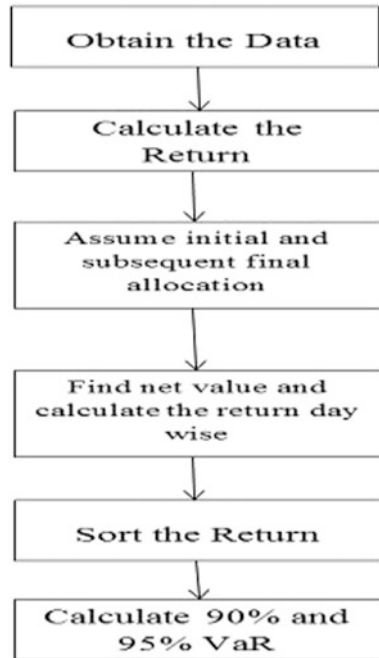 Obtain the Data
Calculate the
Return
Assume initial and
subsequent final
allocation
Find net value and
calculate the return day
wise
Sort the Return
Calculate 90% and
95% VaR